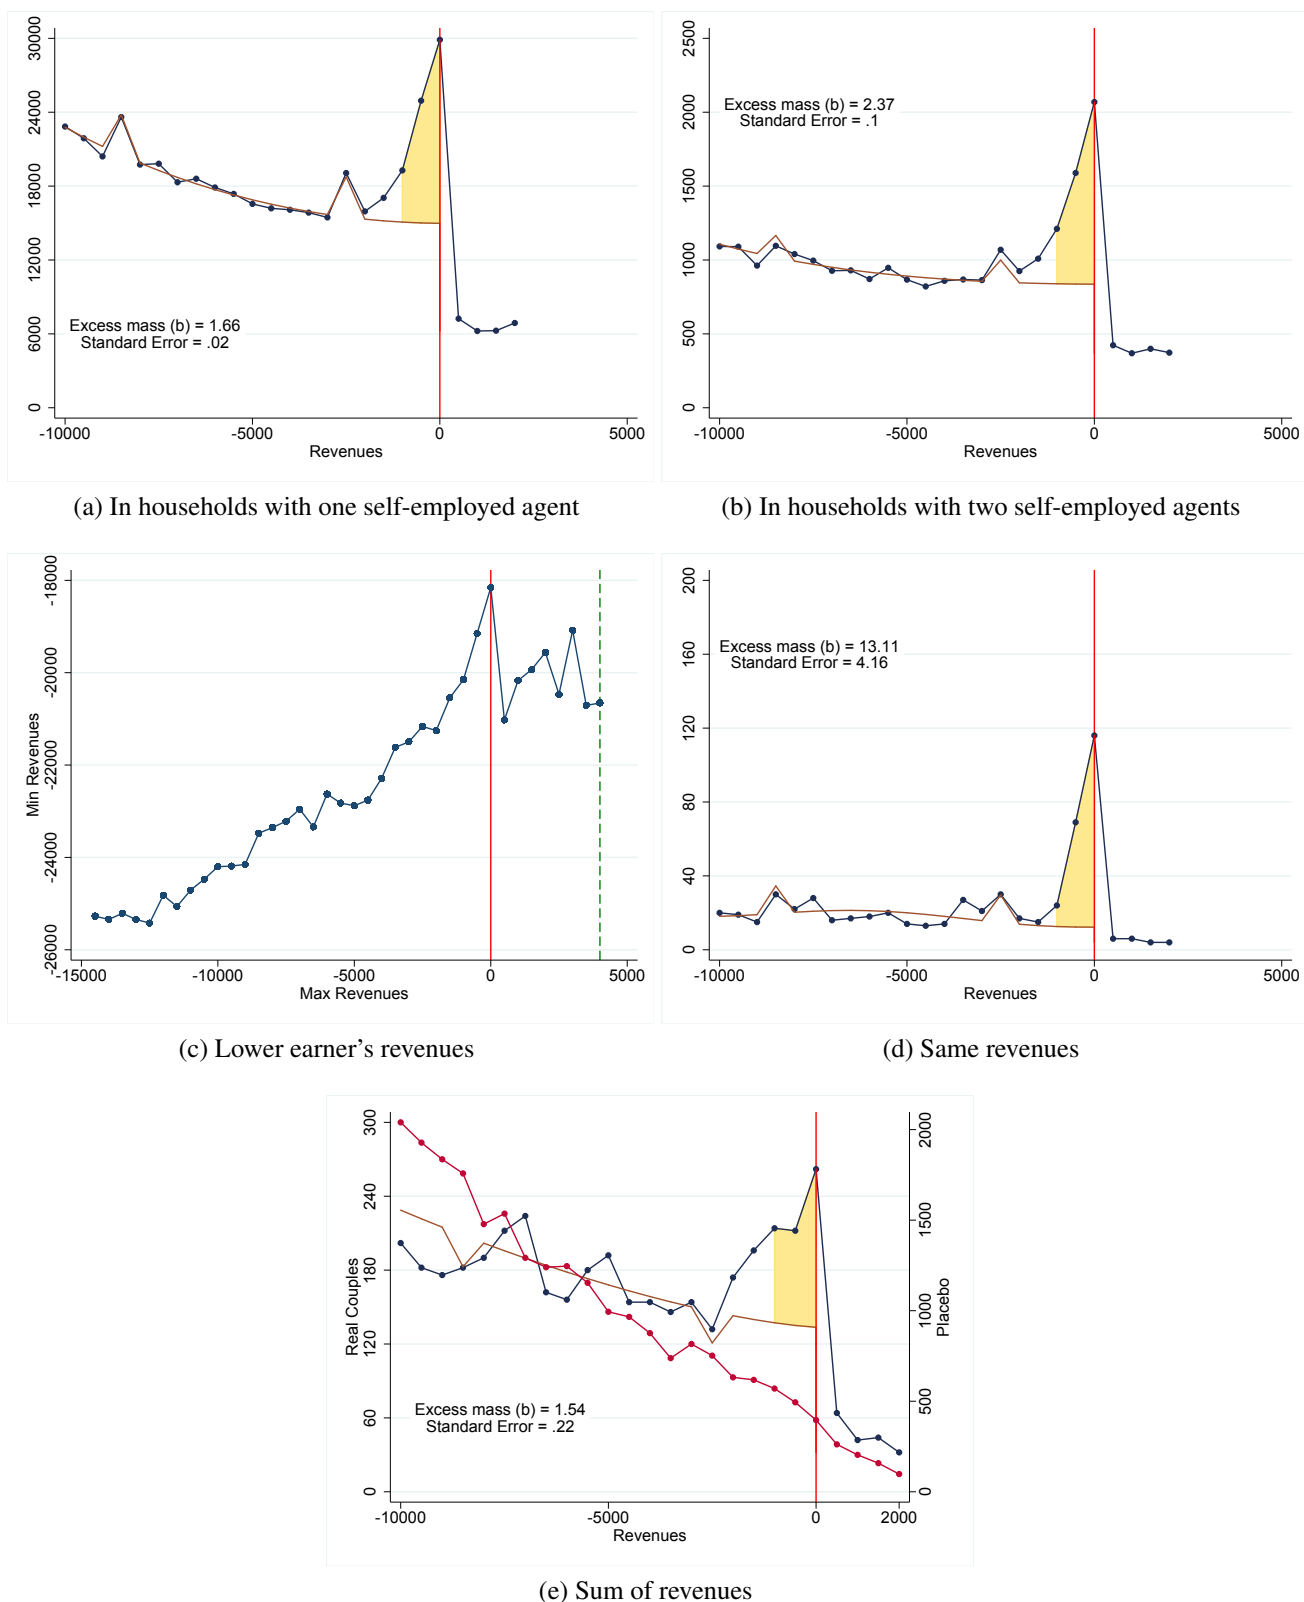 30000
24000
18000
12000
6000
0
Excess mass (b) = 1.66
Standard Error = .02
-10000 -5000 0 5000
Revenues
(a) In households with one self-employed agent
2500
2000
1500
1000
500
0
Excess mass (b) = 2.37
Standard Error = .1
-10000 -5000 0 5000
Revenues
(b) In households with two self-employed agents
Min Revenues
-18000
-20000
-22000
-24000
-26000
-15000 -10000 -5000 0 5000
Max Revenues
(c) Lower earner's revenues
200
160
120
80
40
0
Excess mass (b) = 13.11
Standard Error = 4.16
-10000 -5000 0 5000
Revenues
(d) Same revenues
Real Couples
300
240
180
120
60
0
Excess mass (b) = 1.54
Standard Error = .22
2000
1500
1000
500
0
Placebo
-10000 -5000 0 2000
Revenues
(e) Sum of revenues